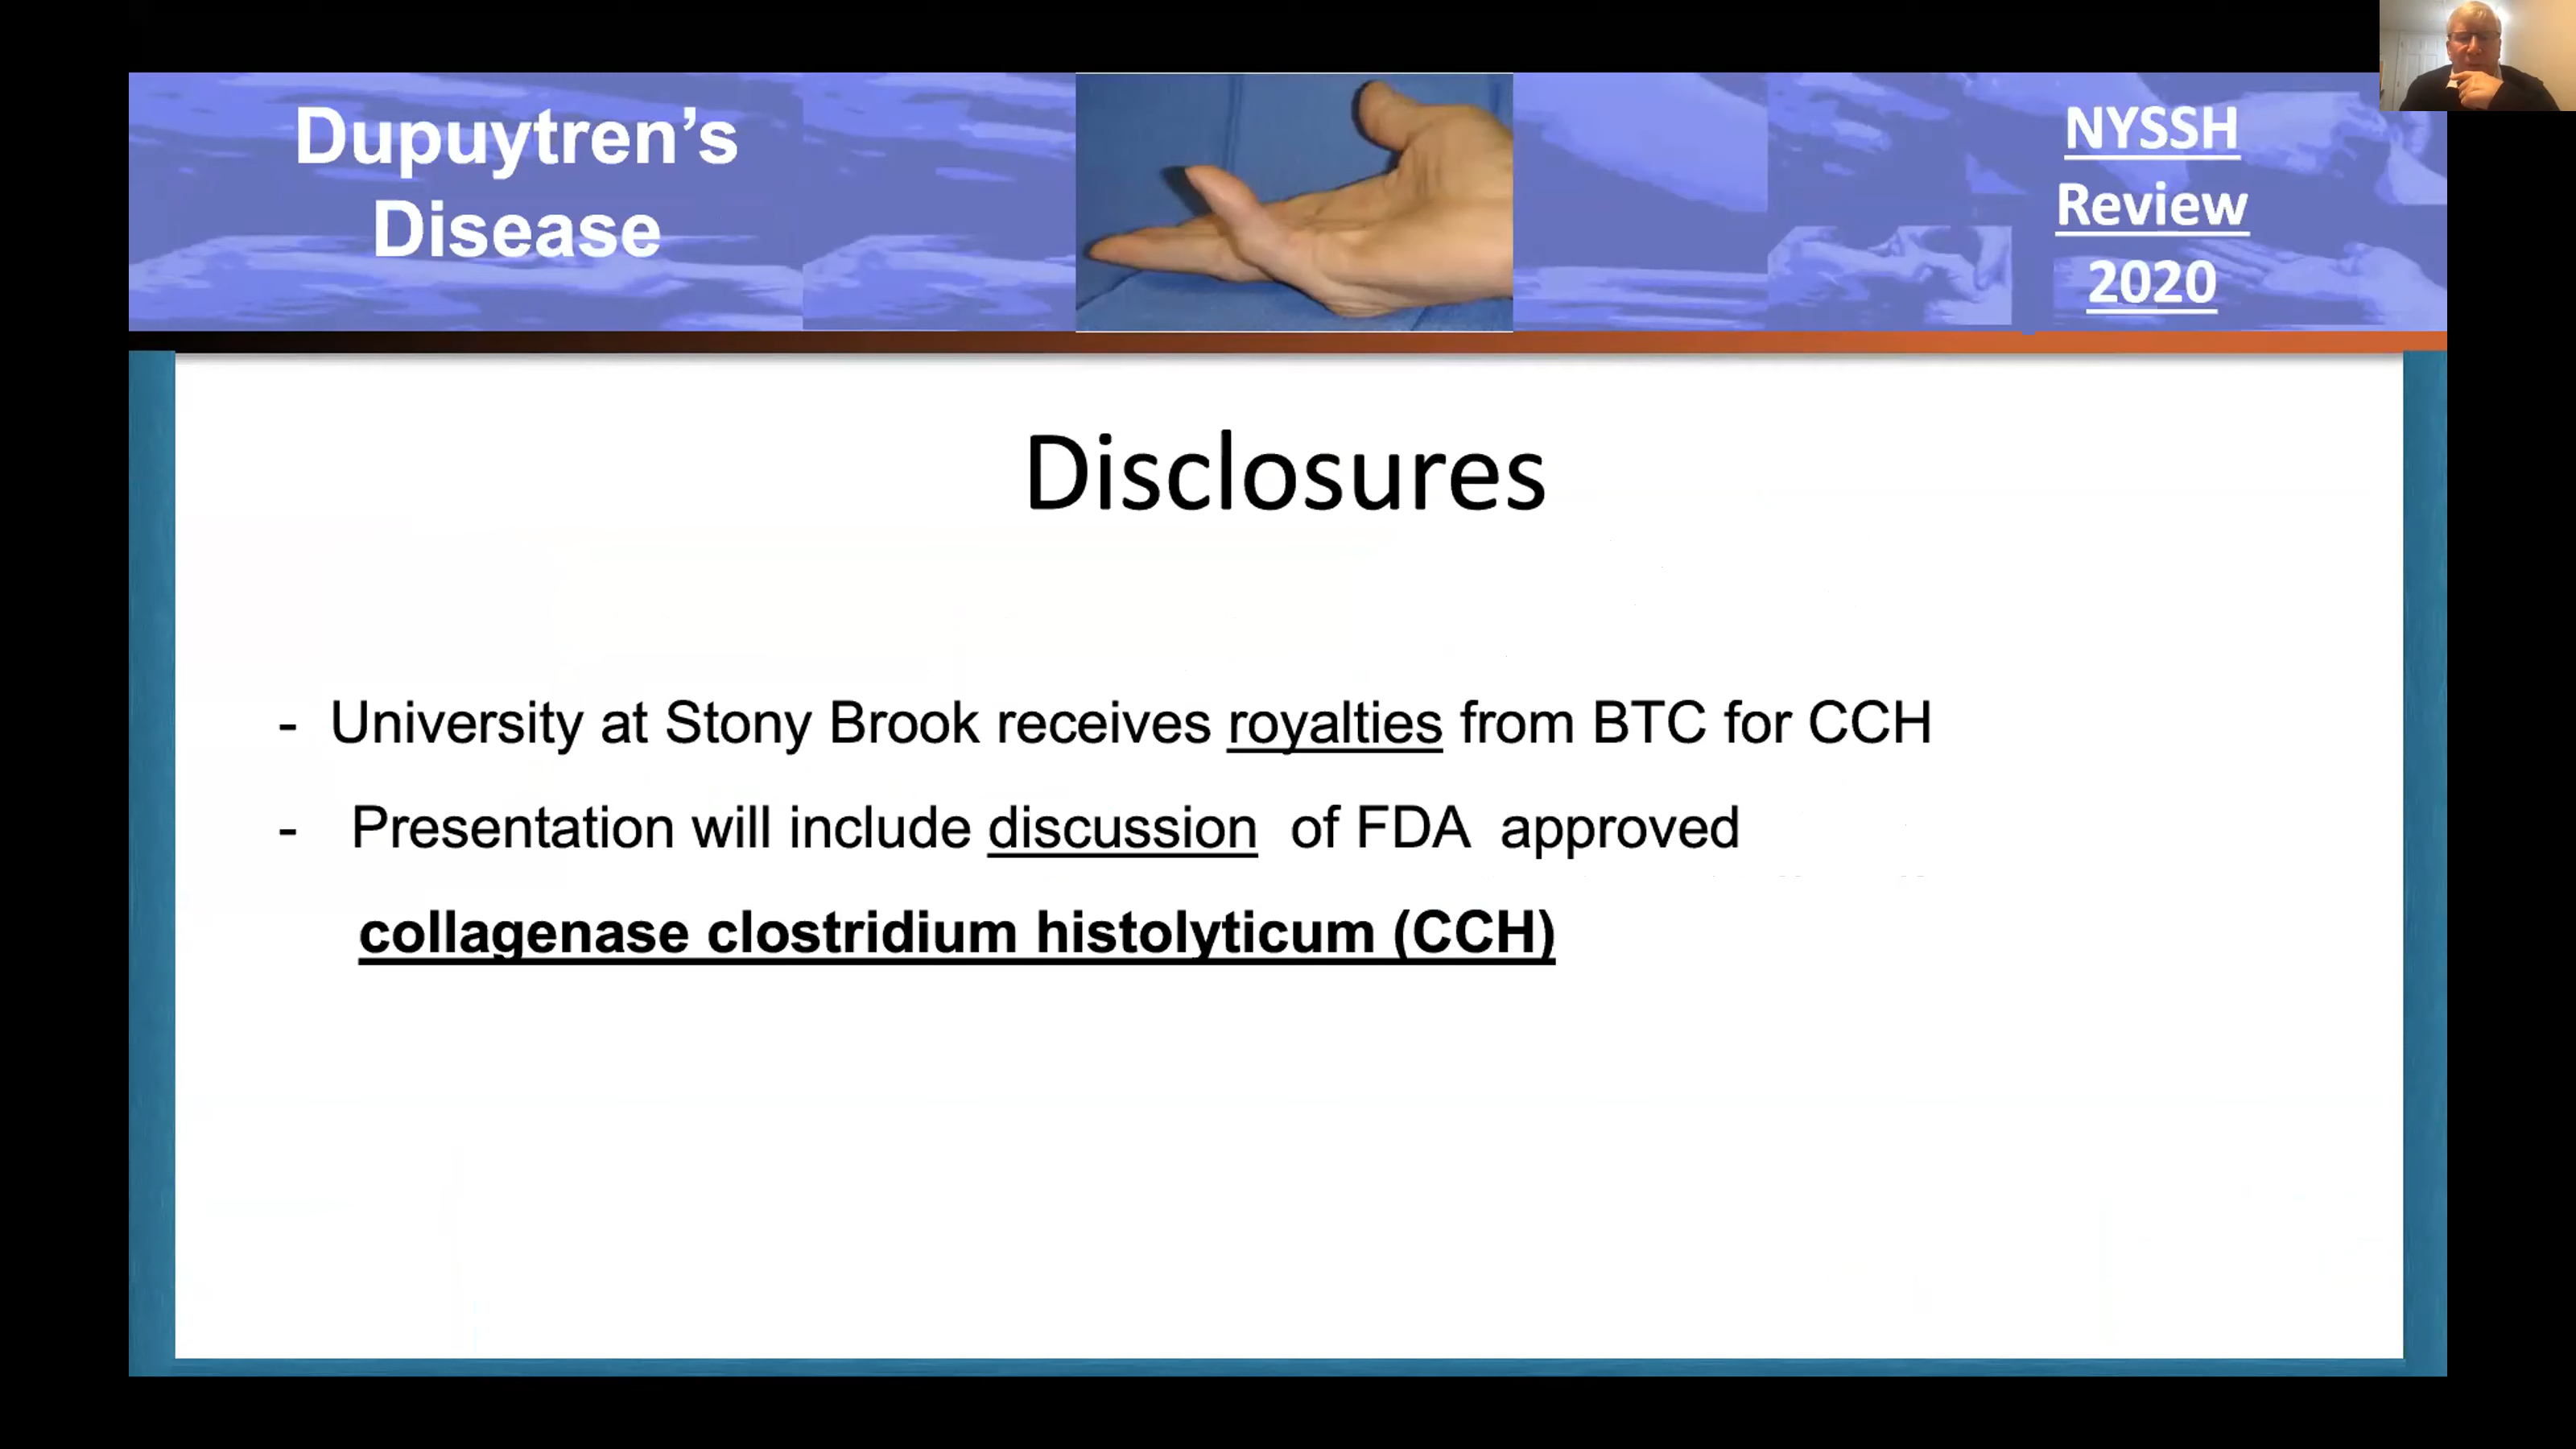 Dupuytren’s
Disease
NYSSH
Review
2020
Disclosures
- University at Stony Brook receives royalties from BTC for CCH
- Presentation will include discussion of FDA approved
collagenase clostridium histolyticum (CCH)